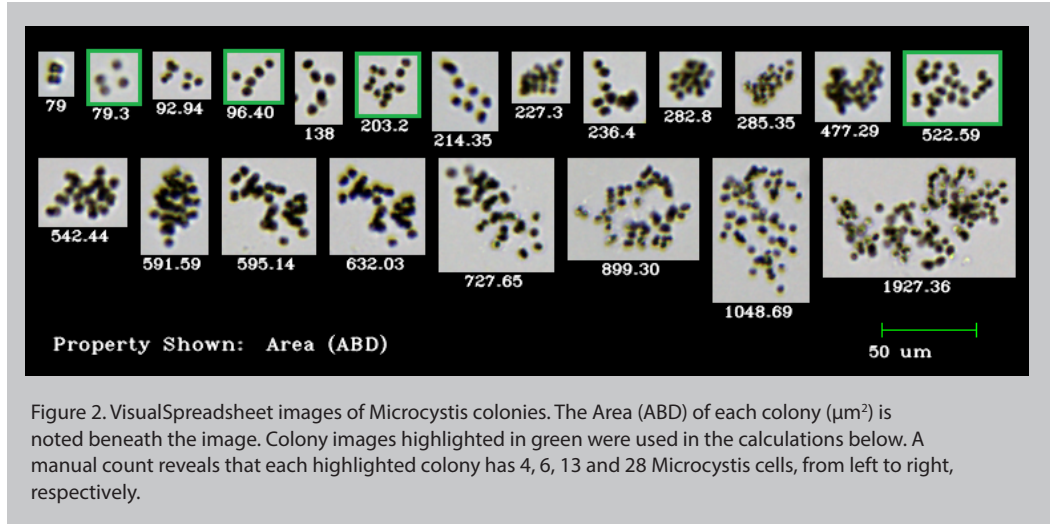 79 79.3 92.94 96.40 138 203.2 214.35 227.3 236.4 282.8 285.35 477.29 522.59
542.44 591.59 595.14 632.03 727.65 899.30 1048.69 1927.36
Property Shown: Area (ABD)
50 um
Figure 2. VisualSpreadsheet images of Microcystis colonies. The Area (ABD) of each colony (µm²) is
noted beneath the image. Colony images highlighted in green were used in the calculations below. A
manual count reveals that each highlighted colony has 4, 6, 13 and 28 Microcystis cells, from left to right,
respectively.